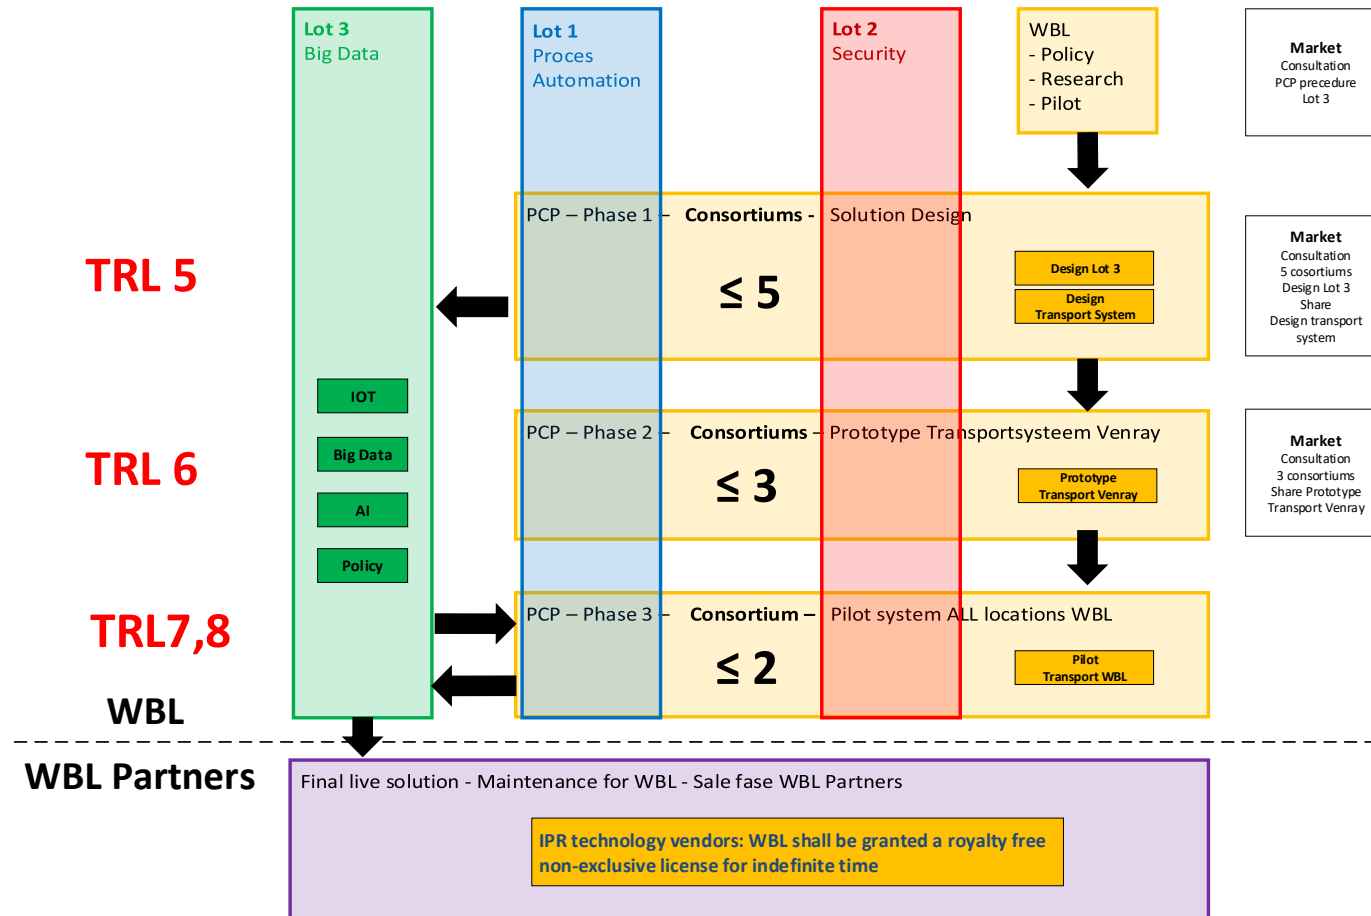 Lot 3
Big Data
Lot 1
Proces
Automation
Lot 2
Security
WBL
- Policy
- Research
- Pilot
Market
Consultation
PCP precedure
Lot 3
TRL 5
PCP – Phase 1 – Consortiums - Solution Design
≤ 5
Design Lot 3
Design
Transport System
Market
Consultation
5 cosortiums
Design Lot 3
Share
Design transport
system
IOT
Big Data
AI
Policy
TRL 6
PCP – Phase 2 – Consortiums – Prototype Transportsysteem Venray
≤ 3
Prototype
Transport Venray
Market
Consultation
3 consortiums
Share Prototype
Transport Venray
TRL7,8
PCP – Phase 3 – Consortium – Pilot system ALL locations WBL
≤ 2
Pilot
Transport WBL
WBL
WBL Partners
Final live solution - Maintenance for WBL - Sale fase WBL Partners
IPR technology vendors: WBL shall be granted a royalty free
non-exclusive license for indefinite time